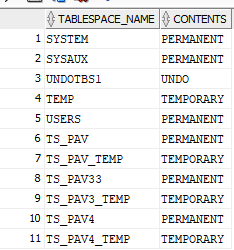 TABLESPACE_NAME CONTENTS
1 SYSTEM PERMANENT
2 SYSAUX PERMANENT
3 UNDOTBS1 UNDO
4 TEMP TEMPORARY
5 USERS PERMANENT
6 TS_PAV PERMANENT
7 TS_PAV_TEMP TEMPORARY
8 TS_PAV33 PERMANENT
9 TS_PAV3_TEMP TEMPORARY
10 TS_PAV4 PERMANENT
11 TS_PAV4_TEMP TEMPORARY